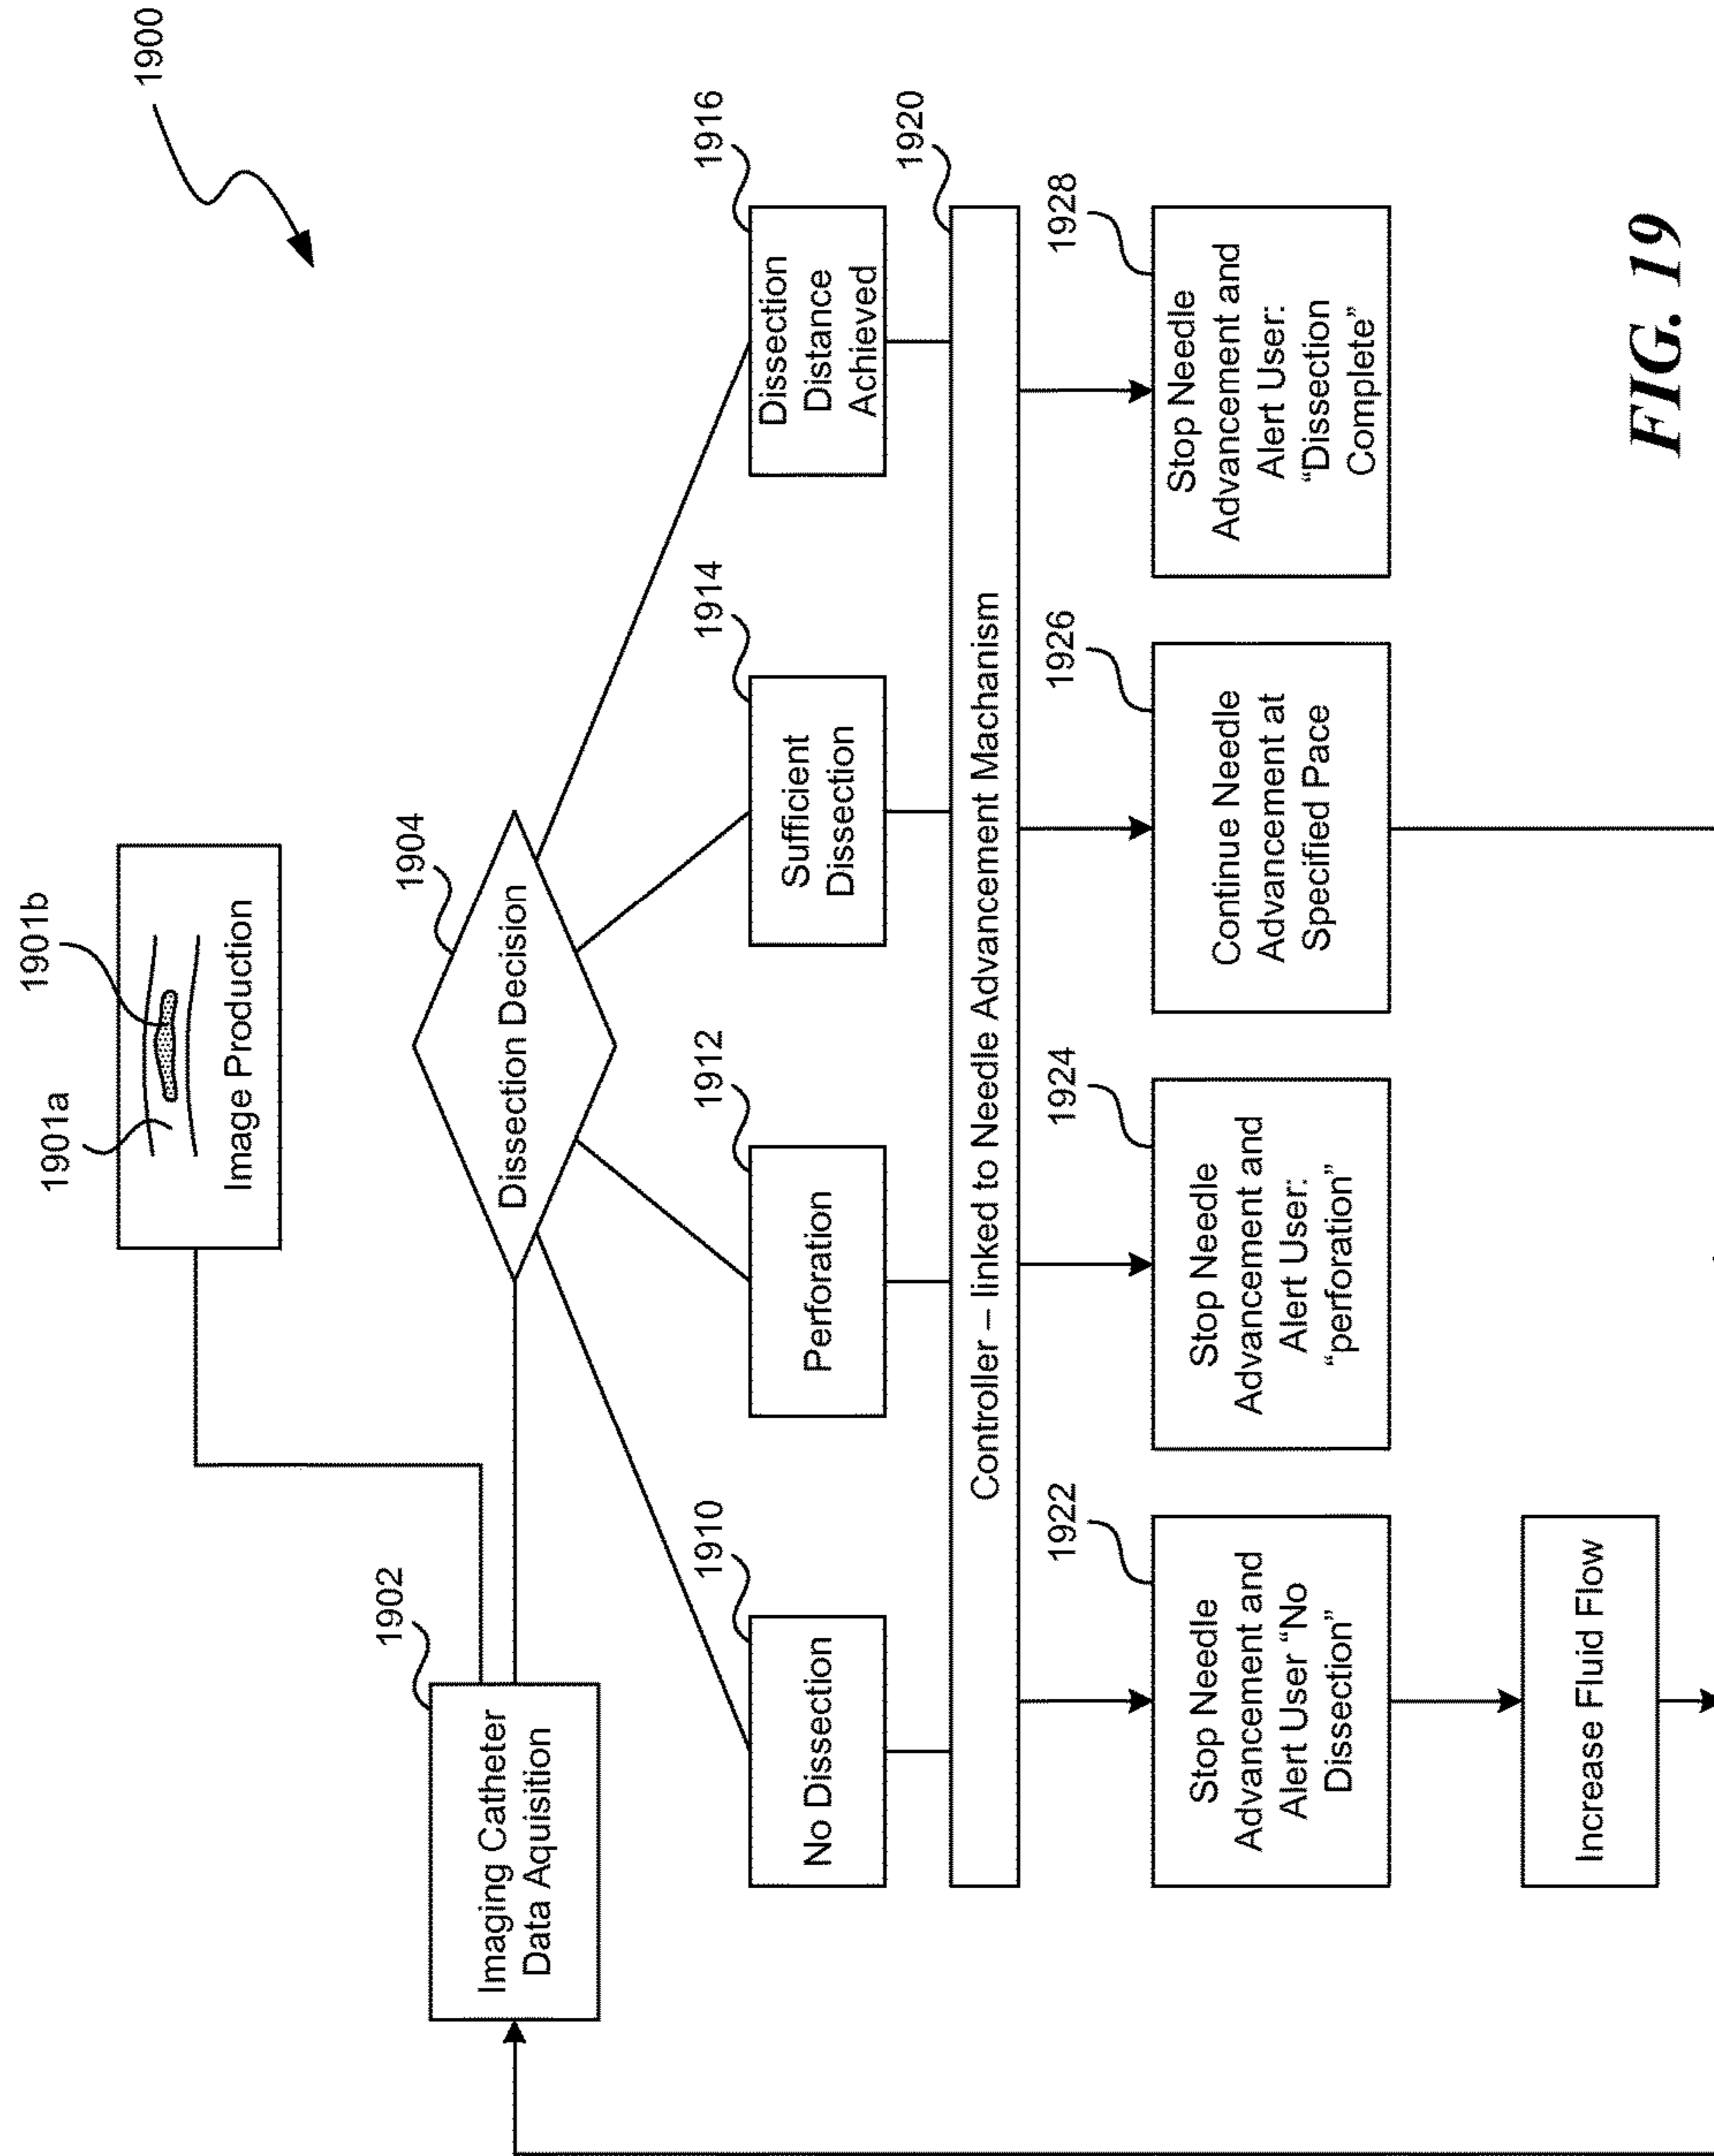 1900
1901a
1901b
Image Production
1902
Imaging Catheter
Data Aquisition
1904
Dissection Decision
1910
No Dissection
1912
Perforation
1914
Sufficient
Dissection
1916
Dissection
Distance
Achieved
1920
Controller – linked to Needle Advancement Machanism
1922
Stop Needle
Advancement and
Alert User “No
Dissection”
1924
Stop Needle
Advancement and
Alert User:
“perforation”
1926
Continue Needle
Advancement at
Specified Pace
1928
Stop Needle
Advancement and
Alert User:
“Dissection
Complete”
Increase Fluid Flow
FIG. 19